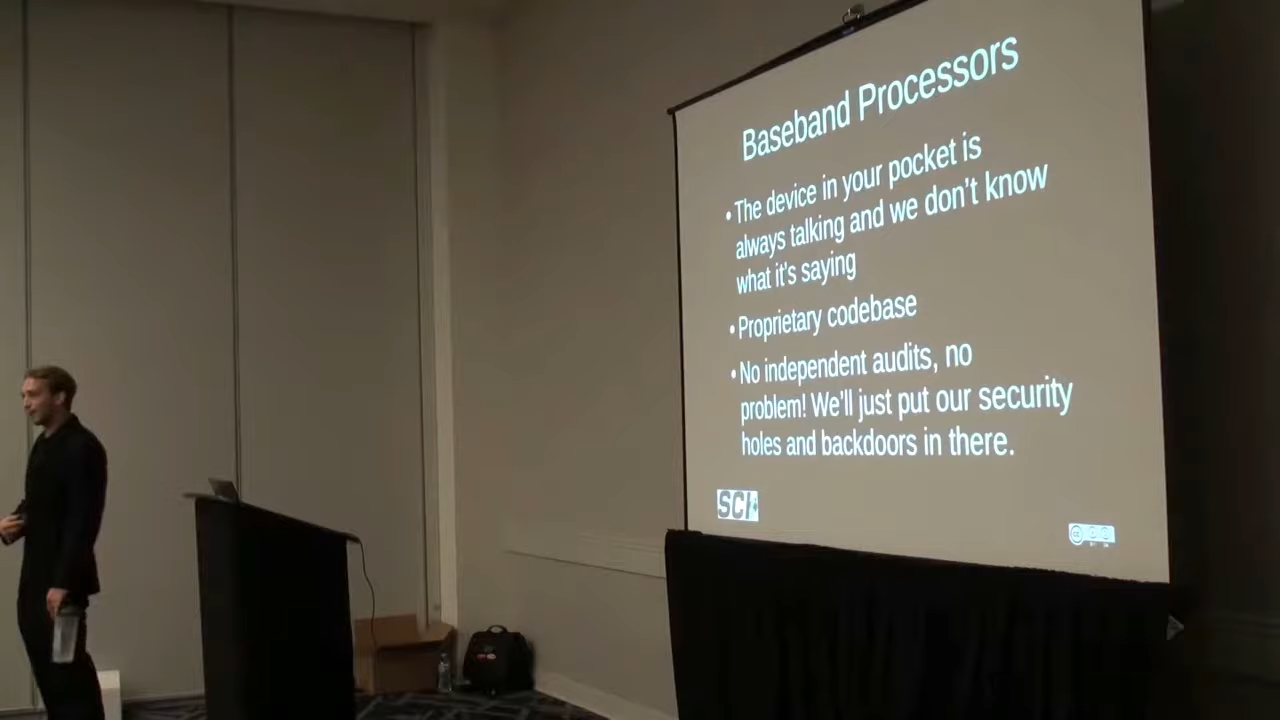 Baseband Processors
• The device in your pocket is
always talking and we don't know
what it's saying
• Proprietary codebase
• No independent audits, no
problem! We'll just put our security
holes and backdoors in there.
SCI